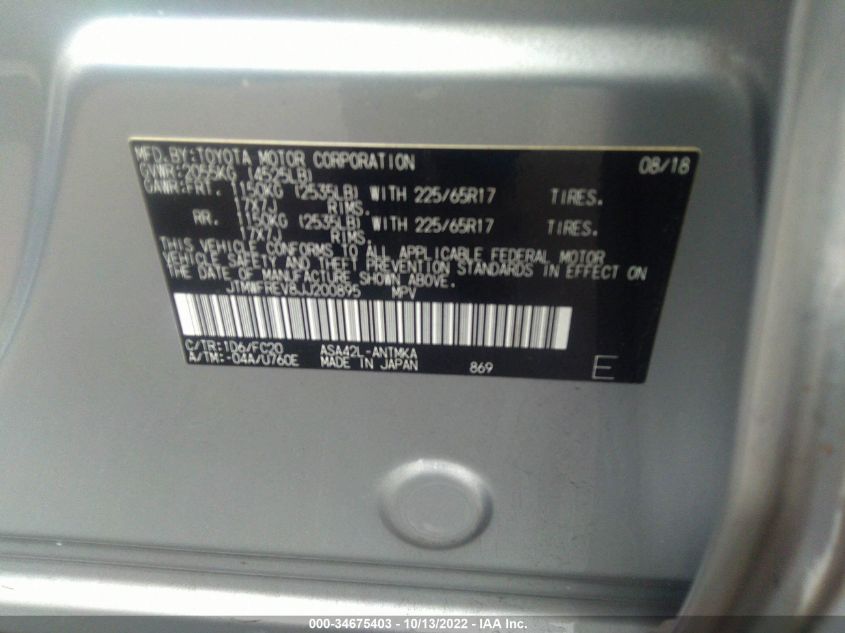 MFD. BY: TOYOTA MOTOR CORPORATION 08/18
GVWR: 2055KG (4525LB)
GAWR: FRT. 1150KG (2535LB) WITH 225/65R17 TIRES.
17X7J RIMS.
RR. 1150KG (2535LB) WITH 225/65R17 TIRES.
17X7J RIMS.
THIS VEHICLE CONFORMS TO ALL APPLICABLE FEDERAL MOTOR
VEHICLE SAFETY AND THEFT PREVENTION STANDARDS IN EFFECT ON
THE DATE OF MANUFACTURE SHOWN ABOVE.
JTMWFREV8JJ200895 MPV
C/TR: 1D6/FC20 ASA42L-ANTMKA
A/TM: -04A/U760E MADE IN JAPAN 869 E
000-34675403 - 10/13/2022 - IAA Inc.